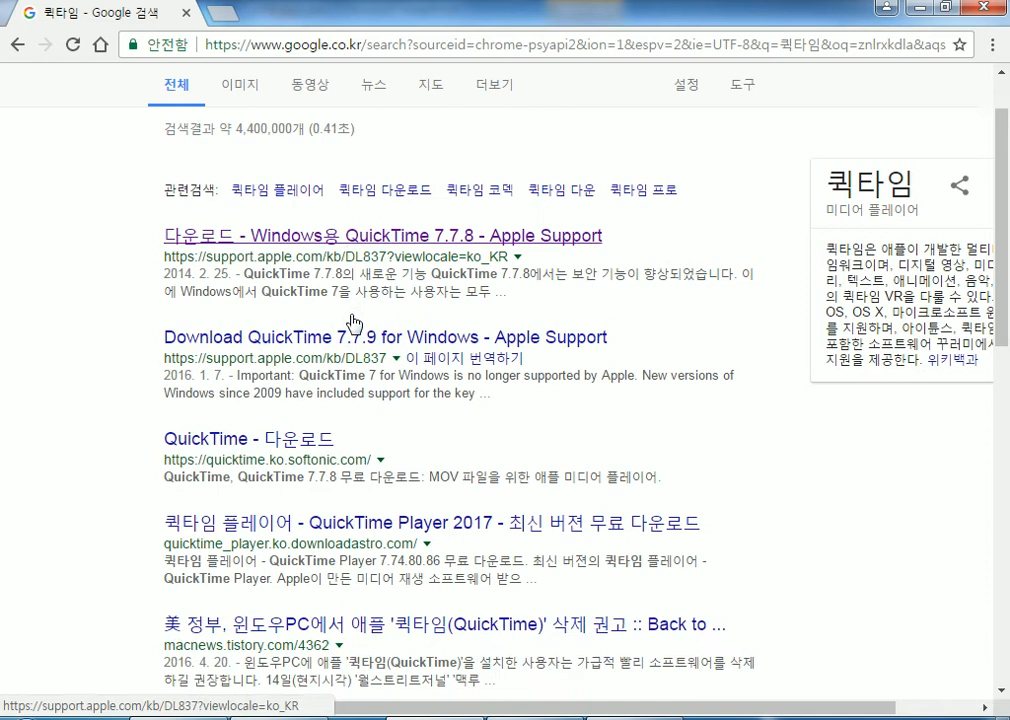 퀵타임 - Google 검색
안전함 https://www.google.co.kr/search?sourceid=chrome-psyapi2&ion=1&espv=2&ie=UTF-8&q=퀵타임&oq=znlrxkdla&aqs
전체 이미지 동영상 뉴스 지도 더보기 설정 도구
검색결과 약 4,400,000개 (0.41초)
관련검색: 퀵타임 플레이어 퀵타임 다운로드 퀵타임 코덱 퀵타임 다운 퀵타임 프로
다운로드 - Windows용 QuickTime 7.7.8 - Apple Support
https://support.apple.com/kb/DL837?viewlocale=ko_KR
2014. 2. 25. - QuickTime 7.7.8의 새로운 기능 QuickTime 7.7.8에서는 보안 기능이 향상되었습니다. 이
에 Windows에서 QuickTime 7을 사용하는 사용자는 모두 ...
Download QuickTime 7.7.9 for Windows - Apple Support
https://support.apple.com/kb/DL837 이 페이지 번역하기
2016. 1. 7. - Important: QuickTime 7 for Windows is no longer supported by Apple. New versions of
Windows since 2009 have included support for the key ...
QuickTime - 다운로드
https://quicktime.ko.softonic.com/
QuickTime, QuickTime 7.7.8 무료 다운로드: MOV 파일을 위한 애플 미디어 플레이어.
퀵타임 플레이어 - QuickTime Player 2017 - 최신 버젼 무료 다운로드
quicktime_player.ko.downloadastro.com/
퀵타임 플레이어 - QuickTime Player 7.74.80.86 무료 다운로드. 최신 버젼의 퀵타임 플레이어 -
QuickTime Player. Apple이 만든 미디어 재생 소프트웨어 받으 ...
美 정부, 윈도우PC에서 애플 '퀵타임(QuickTime)' 삭제 권고 :: Back to ...
macnews.tistory.com/4362
2016. 4. 20. - 윈도우PC에 애플 '퀵타임(QuickTime)'을 설치한 사용자는 가급적 빨리 소프트웨어를 삭제
하길 권장한다. 14일(현지시각) '월스트리트저널' '맥루 ...
퀵타임
미디어 플레이어
퀵타임은 애플이 개발한 멀티
임워크이며, 디지털 영상, 미디
리, 텍스트, 애니메이션, 음악,
의 퀵타임 VR을 다룰 수 있다.
OS, OS X, 마이크로소프트 윈
를 지원하며, 아이튠스, 퀵타임
포함한 소프트웨어 꾸러미에서
지원을 제공한다. 위키백과
https://support.apple.com/kb/DL837?viewlocale=ko_KR